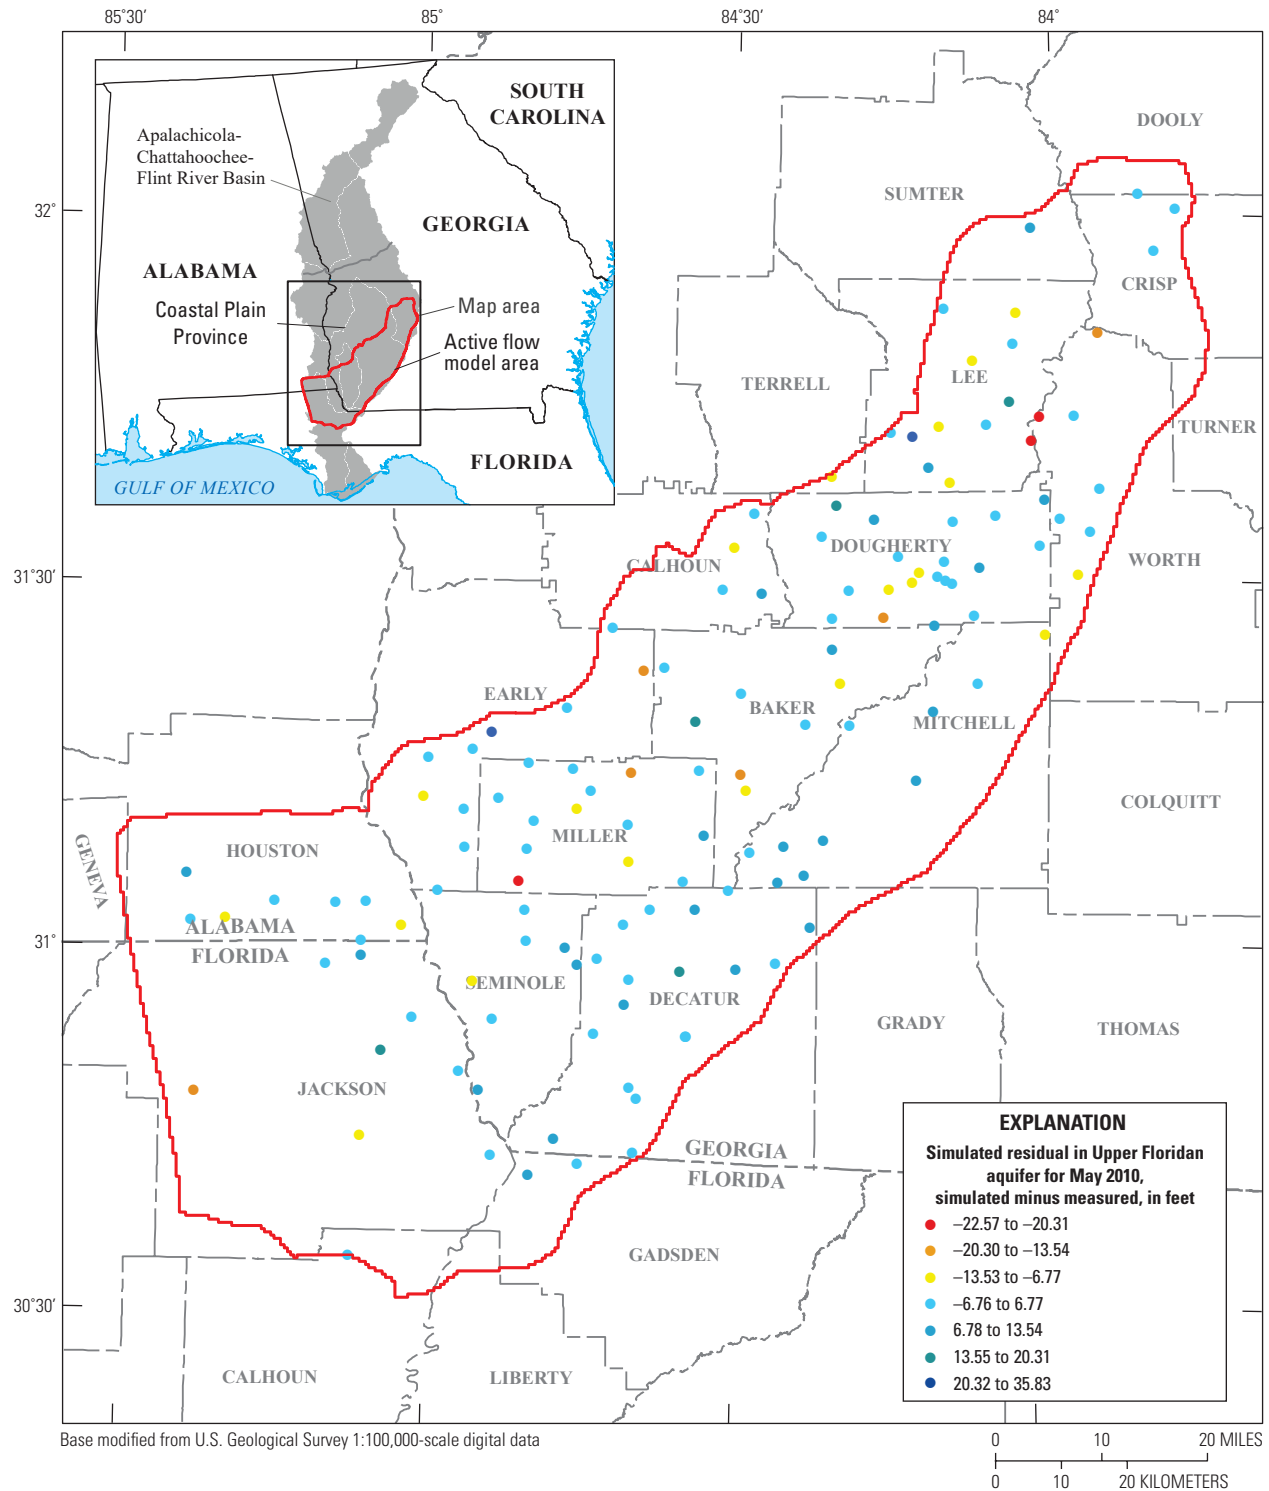 85˚30′
85˚
84˚30′
84˚
32˚
31˚30′
31˚
30˚30′
SOUTH
CAROLINA
Apalachicola-
Chattahoochee-
Flint River Basin
GEORGIA
ALABAMA
Coastal Plain
Province
Map area
Active flow
model area
FLORIDA
GULF OF MEXICO
DOOLY
SUMTER
CRISP
LEE
TERRELL
TURNER
DOUGHERTY
CALHOUN
WORTH
EARLY
BAKER
MITCHELL
COLQUITT
MILLER
HOUSTON
GENEVA
ALABAMA
FLORIDA
SEMINOLE
DECATUR
GRADY
THOMAS
JACKSON
GEORGIA
FLORIDA
GADSDEN
CALHOUN
LIBERTY
EXPLANATION
Simulated residual in Upper Floridan
aquifer for May 2010,
simulated minus measured, in feet
–22.57 to –20.31
–20.30 to –13.54
–13.53 to –6.77
–6.76 to 6.77
6.78 to 13.54
13.55 to 20.31
20.32 to 35.83
Base modified from U.S. Geological Survey 1:100,000-scale digital data
0 10 20 MILES
0 10 20 KILOMETERS